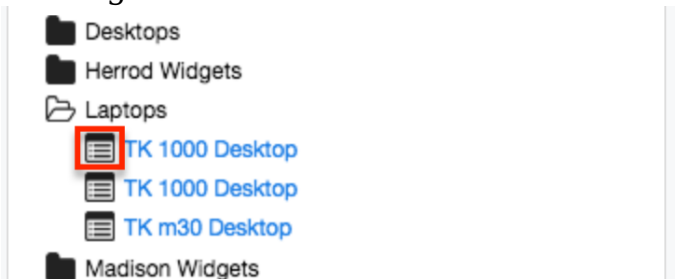 Desktops
Herrod Widgets
Laptops
TK 1000 Desktop
TK 1000 Desktop
TK m30 Desktop
Madison Widgets